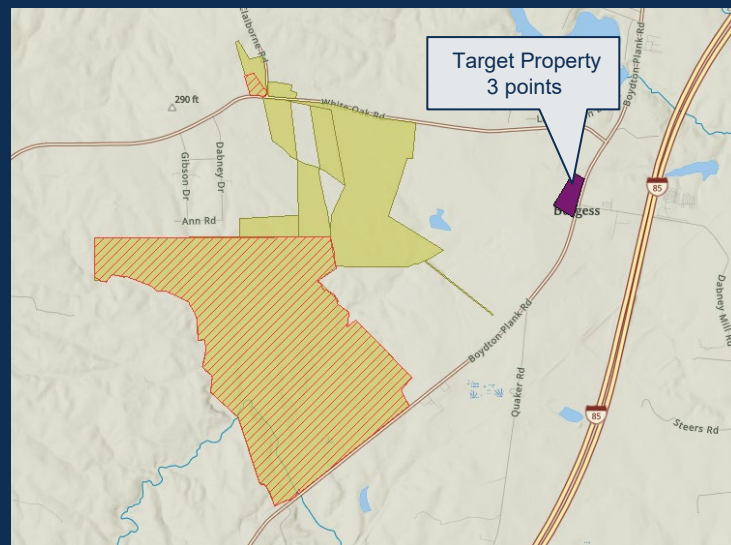 Claiborne Rd
Target Property
3 points
Boydton-Plank Rd
290 ft
White Oak Rd
85
Gibson Dr
Dabney Dr
Burgess
Ann Rd
Dabney Mill Rd
Boydton-Plank Rd
Quaker Rd
85
Steers Rd